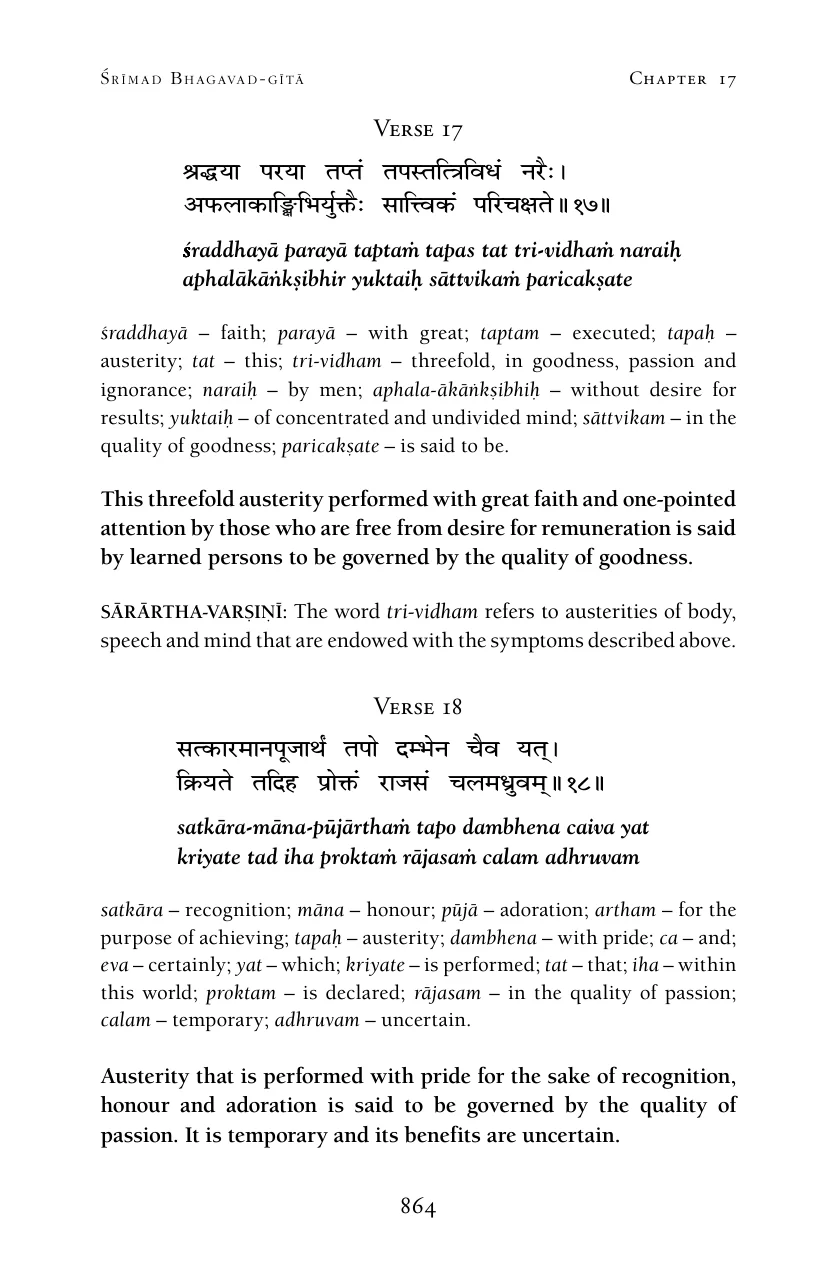 Śrīmad Bhagavad-gītā Chapter 17
Verse 17
श्रद्धया परया तप्तं तपस्तत्त्रिविधं नरैः।
अफलाकाङ्क्षिभिर्युक्तैः सात्त्विकं परिचक्षते॥१७॥
śraddhayā parayā taptaṁ tapas tat tri-vidhaṁ naraiḥ
aphalākāṅkṣibhir yuktaiḥ sāttvikaṁ paricakṣate
śraddhayā – faith; parayā – with great; taptam – executed; tapaḥ –
austerity; tat – this; tri-vidham – threefold, in goodness, passion and
ignorance; naraiḥ – by men; aphala-ākāṅkṣibhiḥ – without desire for
results; yuktaiḥ – of concentrated and undivided mind; sāttvikam – in the
quality of goodness; paricakṣate – is said to be.
This threefold austerity performed with great faith and one-pointed
attention by those who are free from desire for remuneration is said
by learned persons to be governed by the quality of goodness.
SĀRĀRTHA-VARṢIṆĪ: The word tri-vidham refers to austerities of body,
speech and mind that are endowed with the symptoms described above.
Verse 18
सत्कारमानपूजार्थं तपो दम्भेन चैव यत्।
क्रियते तदिह प्रोक्तं राजसं चलमध्रुवम्॥१८॥
satkāra-māna-pūjārthaṁ tapo dambhena caiva yat
kriyate tad iha proktaṁ rājasaṁ calam adhruvam
satkāra – recognition; māna – honour; pūjā – adoration; artham – for the
purpose of achieving; tapaḥ – austerity; dambhena – with pride; ca – and;
eva – certainly; yat – which; kriyate – is performed; tat – that; iha – within
this world; proktam – is declared; rājasam – in the quality of passion;
calam – temporary; adhruvam – uncertain.
Austerity that is performed with pride for the sake of recognition,
honour and adoration is said to be governed by the quality of
passion. It is temporary and its benefits are uncertain.
864